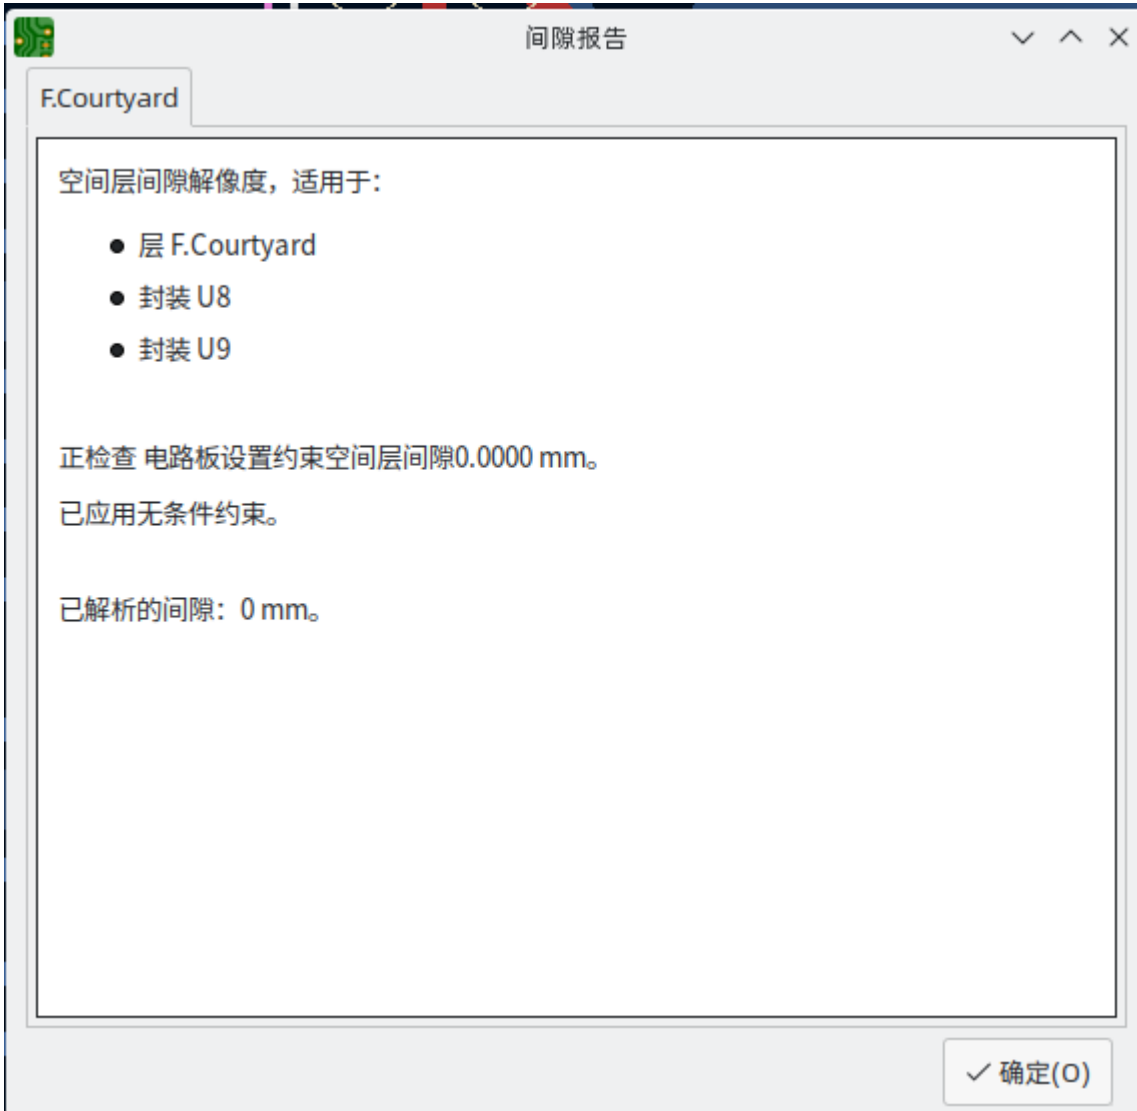 间隙报告
F.Courtyard
空间层间隙解像度，适用于：
● 层 F.Courtyard
● 封装 U8
● 封装 U9
正检查 电路板设置约束空间层间隙0.0000 mm。
已应用无条件约束。
已解析的间隙：0 mm。
确定(O)